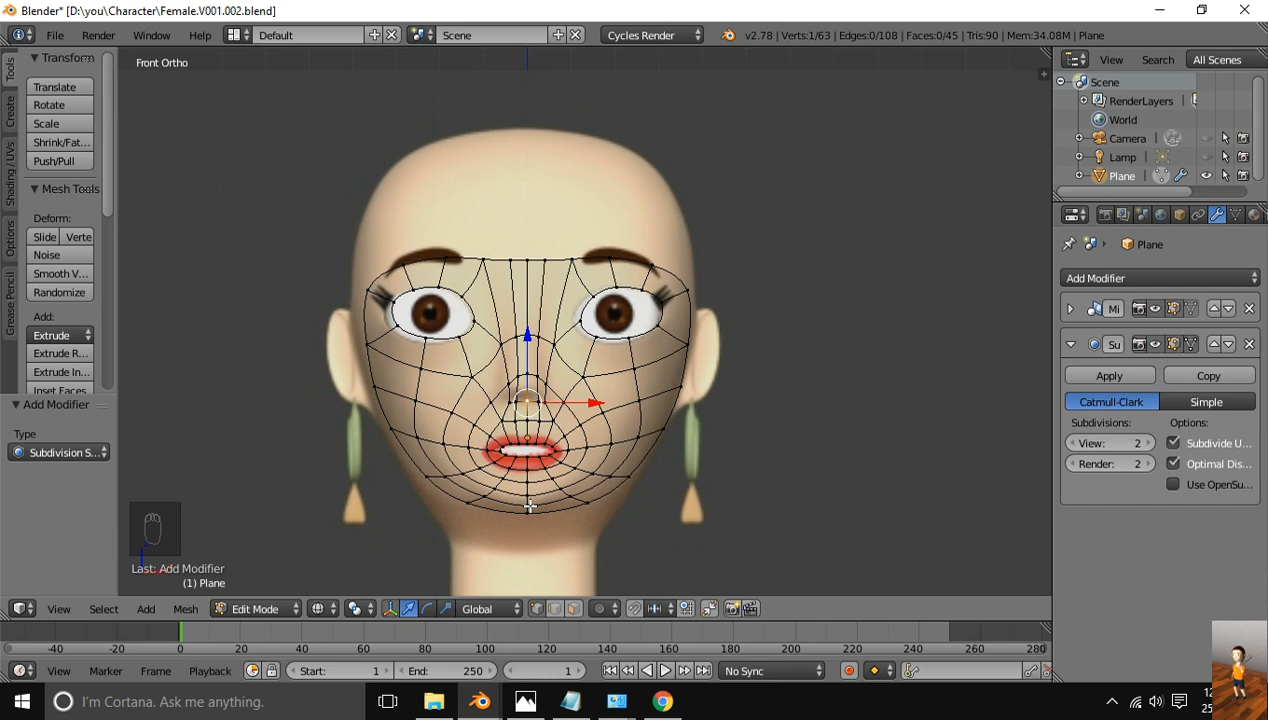 Blender* [D:\you\Character\Female.V001.002.blend]
File Render Window Help Default Scene Cycles Render v2.78 | Verts:1/63 | Edges:0/108 | Faces:0/45 | Tris:90 | Mem:34.08M | Plane
Tools
Create
Shading / UVs
Options
Grease Pencil
Transform
Translate
Rotate
Scale
Shrink/Fat...
Push/Pull
Mesh Tools
Deform:
Slide Verte
Noise
Smooth V...
Randomize
Add:
Extrude
Extrude R...
Extrude In...
Inset Faces
Add Modifier
Type
Subdivision S...
Front Ortho
Last: Add Modifier
(1) Plane
View Search All Scenes
Scene
RenderLayers
World
Camera
Lamp
Plane
Plane
Add Modifier
Mi
Su
Apply Copy
Catmull-Clark Simple
Subdivisions: Options:
View: 2 Subdivide U...
Render: 2 Optimal Dis...
Use OpenSu...
View Select Add Mesh Edit Mode Global
-40 -20 0 20 40 60 80 100 120 140 160 180 200 220 240 260 280
View Marker Frame Playback Start: 1 End: 250 1 No Sync
I'm Cortana. Ask me anything.